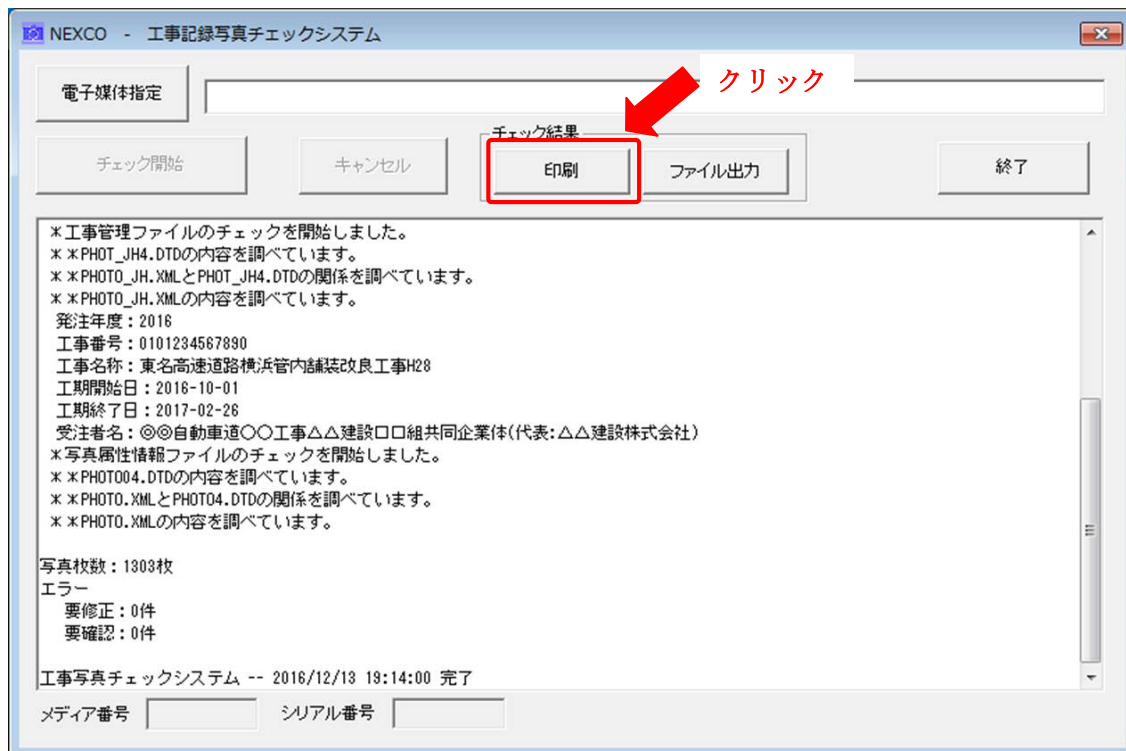 NEXCO - 工事記録写真チェックシステム
クリック
電子媒体指定
チェック結果
チェック開始
キャンセル
印刷
ファイル出力
終了
*工事管理ファイルのチェックを開始しました。
**PHOT_JH4.DTDの内容を調べています。
**PHOTO_JH.XMLとPHOT_JH4.DTDの関係を調べています。
**PHOTO_JH.XMLの内容を調べています。
発注年度:2016
工事番号:0101234567890
工事名称:東名高速道路横浜管内舗装改良工事H28
工期開始日:2016-10-01
工期終了日:2017-02-26
受注者名:◎◎自動車道○○工事△△建設□□組共同企業体(代表:△△建設株式会社)
*写真属性情報ファイルのチェックを開始しました。
**PHOTO04.DTDの内容を調べています。
**PHOTO.XMLとPHOTO4.DTDの関係を調べています。
**PHOTO.XMLの内容を調べています。
写真枚数:1303枚
エラー
要修正:0件
要確認:0件
工事写真チェックシステム -- 2016/12/13 19:14:00 完了
メディア番号
シリアル番号